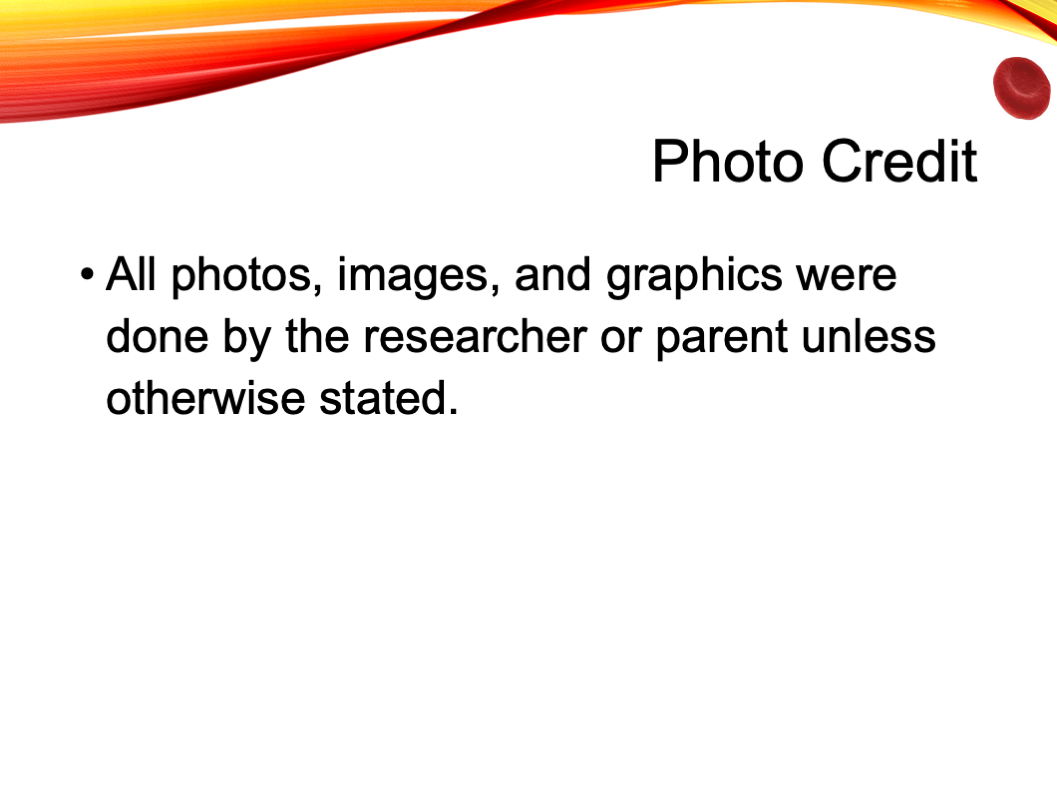 Photo Credit
• All photos, images, and graphics were
done by the researcher or parent unless
otherwise stated.